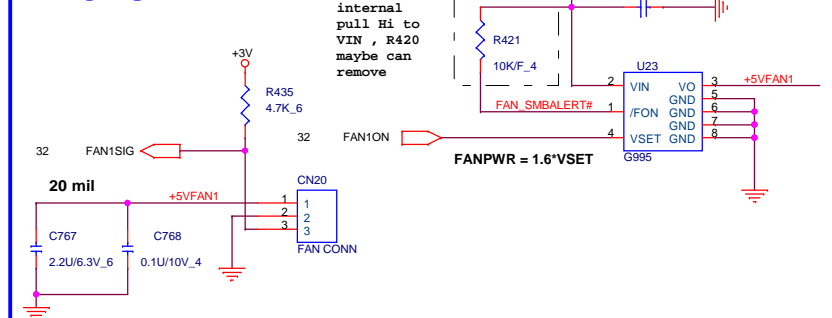 internal
pull Hi to
VIN , R420
maybe can
remove
R421
10K/F_4
+3V
R435
4.7K_6
U23
2 VIN VO 3 +5VFAN1
GND 5
FAN_SMBALERT# 1 /FON GND 6
GND 7
32 FAN1ON 4 VSET GND 8
G995
FANPWR = 1.6*VSET
32 FAN1SIG
20 mil
+5VFAN1
CN20
1 1
2 2
3 3
FAN CONN
C767
2.2U/6.3V_6
C768
0.1U/10V_4